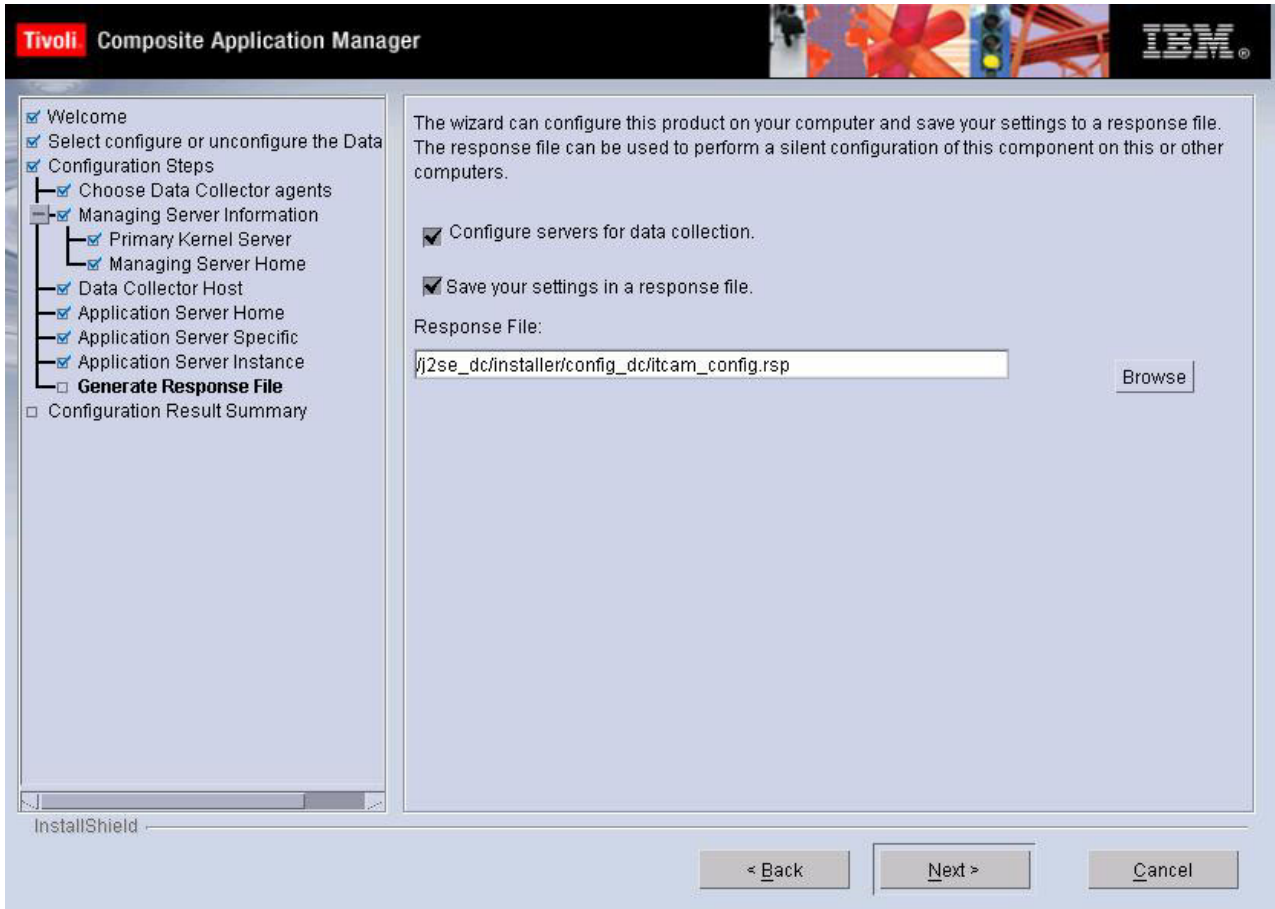 Tivoli. Composite Application Manager
IBM®
Welcome
Select configure or unconfigure the Data
Configuration Steps
Choose Data Collector agents
Managing Server Information
Primary Kernel Server
Managing Server Home
Data Collector Host
Application Server Home
Application Server Specific
Application Server Instance
Generate Response File
Configuration Result Summary
The wizard can configure this product on your computer and save your settings to a response file.
The response file can be used to perform a silent configuration of this component on this or other
computers.
Configure servers for data collection.
Save your settings in a response file.
Response File:
/j2se_dc/installer/config_dc/itcam_config.rsp
Browse
InstallShield
< Back
Next >
Cancel